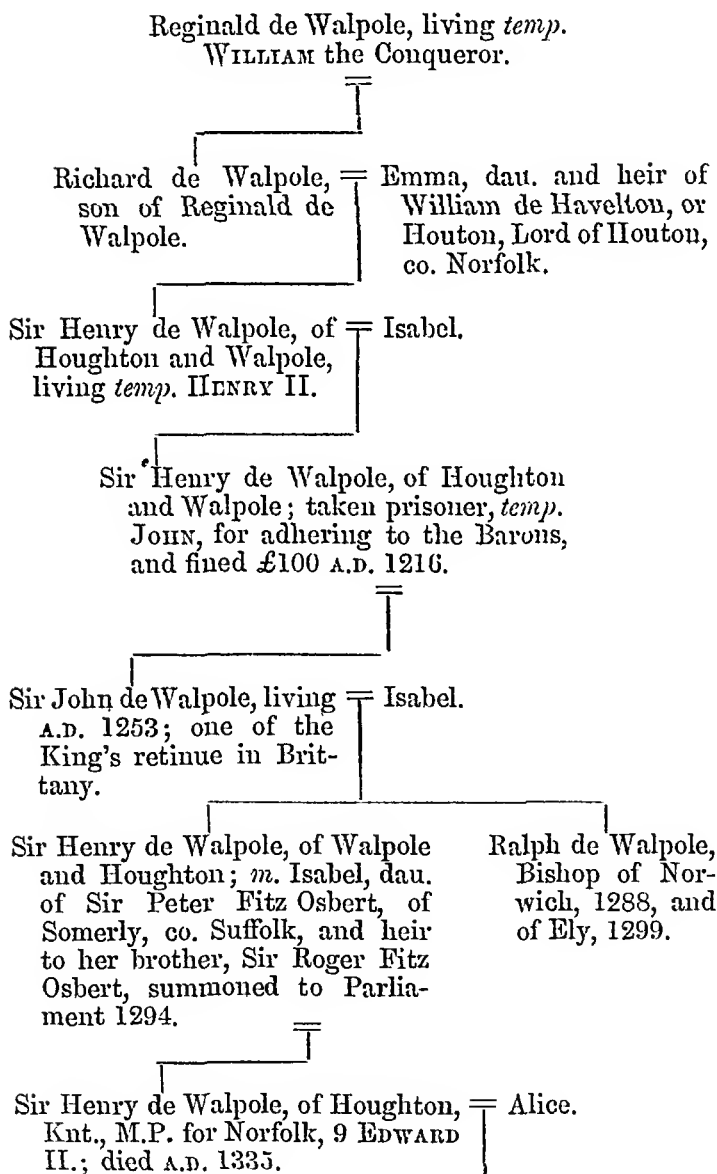 Reginald de Walpole, living temp.
WILLIAM the Conqueror.
Richard de Walpole,
son of Reginald de
Walpole.
= Emma, dau. and heir of
William de Havelton, or
Houton, Lord of Houton,
co. Norfolk.
Sir Henry de Walpole, of
Houghton and Walpole,
living temp. HENRY II.
= Isabel.
Sir Henry de Walpole, of Houghton
and Walpole; taken prisoner, temp.
JOHN, for adhering to the Barons,
and fined £100 A.D. 1216.
Sir John de Walpole, living
A.D. 1253; one of the
King's retinue in Brit-
tany.
= Isabel.
Sir Henry de Walpole, of Walpole
and Houghton; m. Isabel, dau.
of Sir Peter Fitz Osbert, of
Somerly, co. Suffolk, and heir
to her brother, Sir Roger Fitz
Osbert, summoned to Parlia-
ment 1294.
Ralph de Walpole,
Bishop of Nor-
wich, 1288, and
of Ely, 1299.
Sir Henry de Walpole, of Houghton,
Knt., M.P. for Norfolk, 9 EDWARD
II.; died A.D. 1335.
= Alice.